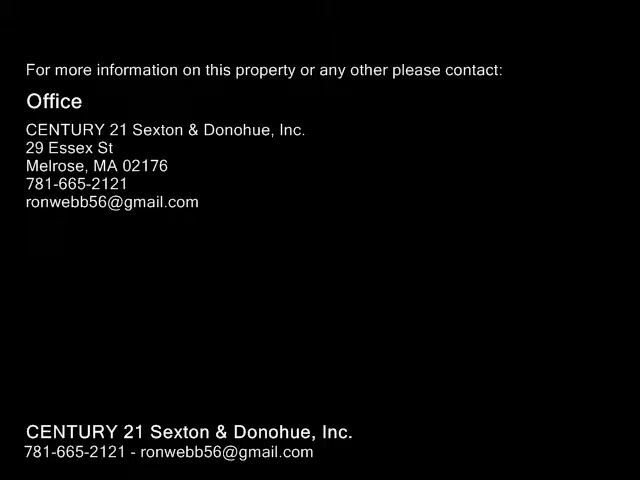 For more information on this property or any other please contact:
Office
CENTURY 21 Sexton & Donohue, Inc.
29 Essex St
Melrose, MA 02176
781-665-2121
ronwebb56@gmail.com
CENTURY 21 Sexton & Donohue, Inc.
781-665-2121 - ronwebb56@gmail.com